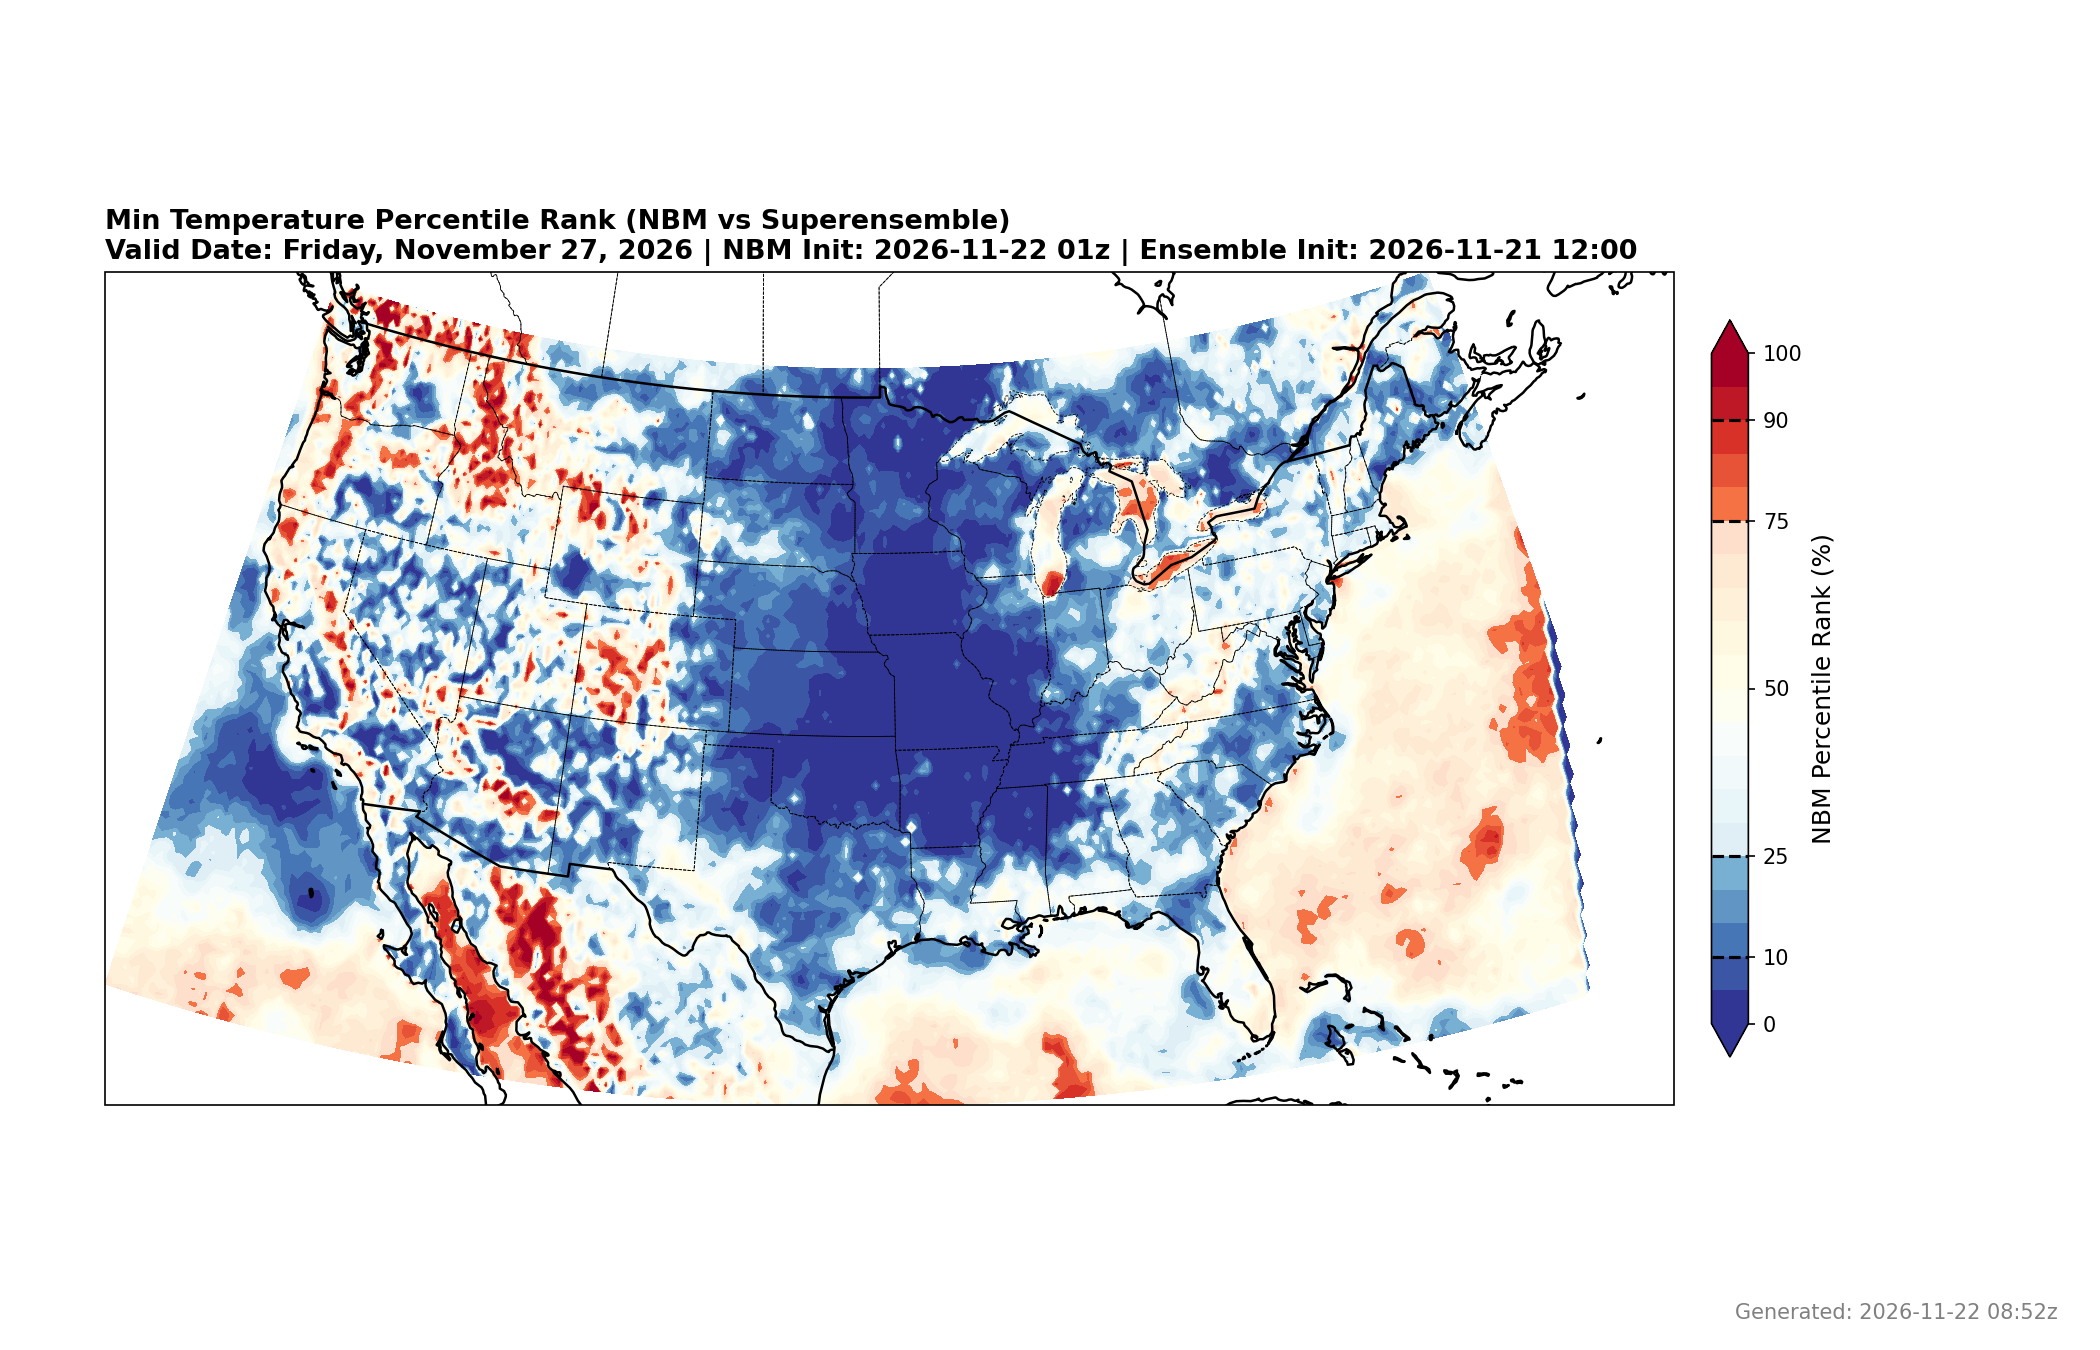 Min Temperature Percentile Rank (NBM vs Superensemble)
Valid Date: Friday, November 27, 2026 | NBM Init: 2026-11-22 01z | Ensemble Init: 2026-11-21 12:00
100
90
75
50
25
10
0
NBM Percentile Rank (%)
Generated: 2026-11-22 08:52z